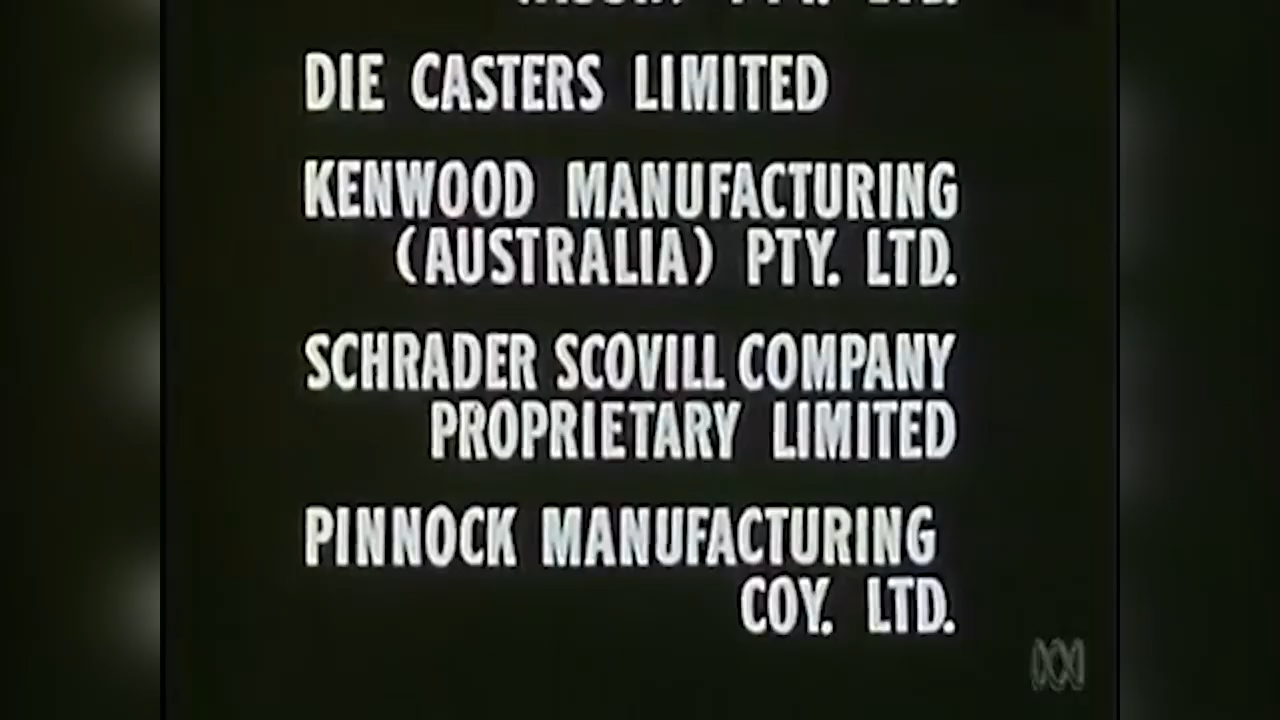 DIE CASTERS LIMITED
KENWOOD MANUFACTURING
(AUSTRALIA) PTY. LTD.
SCHRADER SCOVILL COMPANY
PROPRIETARY LIMITED
PINNOCK MANUFACTURING
COY. LTD.